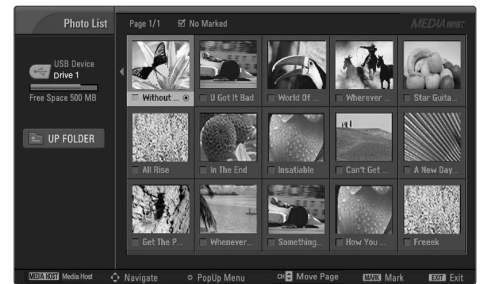 Photo List
Page 1/1
No Marked
MEDIA HOST
USB Device
Drive 1
Free Space 500 MB
UP FOLDER
Without ...
U Got It Bad
World Of ...
Wherever ...
Star Guita...
All Rise
In The End
Insatiable
Can't Get ...
A New Day...
Get The P...
Whenever...
Something...
How You ...
Freeek
MEDIA HOST Media Host
Navigate
PopUp Menu
CH Move Page
MARK Mark
EXIT Exit